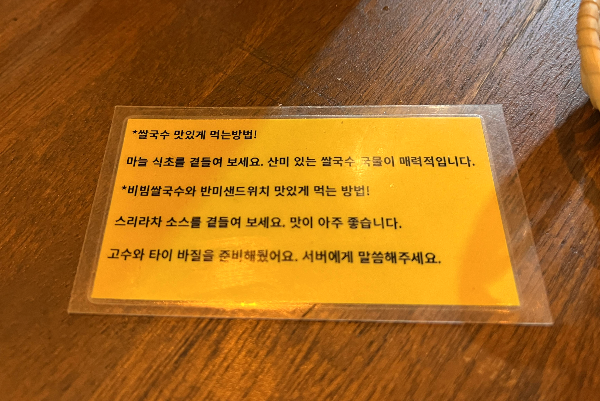 *쌀국수 맛있게 먹는방법!
마늘 식초를 곁들여 보세요. 산미 있는 쌀국수 국물이 매력적입니다.
*비빔쌀국수와 반미샌드위치 맛있게 먹는 방법!
스리라차 소스를 곁들여 보세요. 맛이 아주 좋습니다.
고수와 타이 바질을 준비해뒀어요. 서버에게 말씀해주세요.